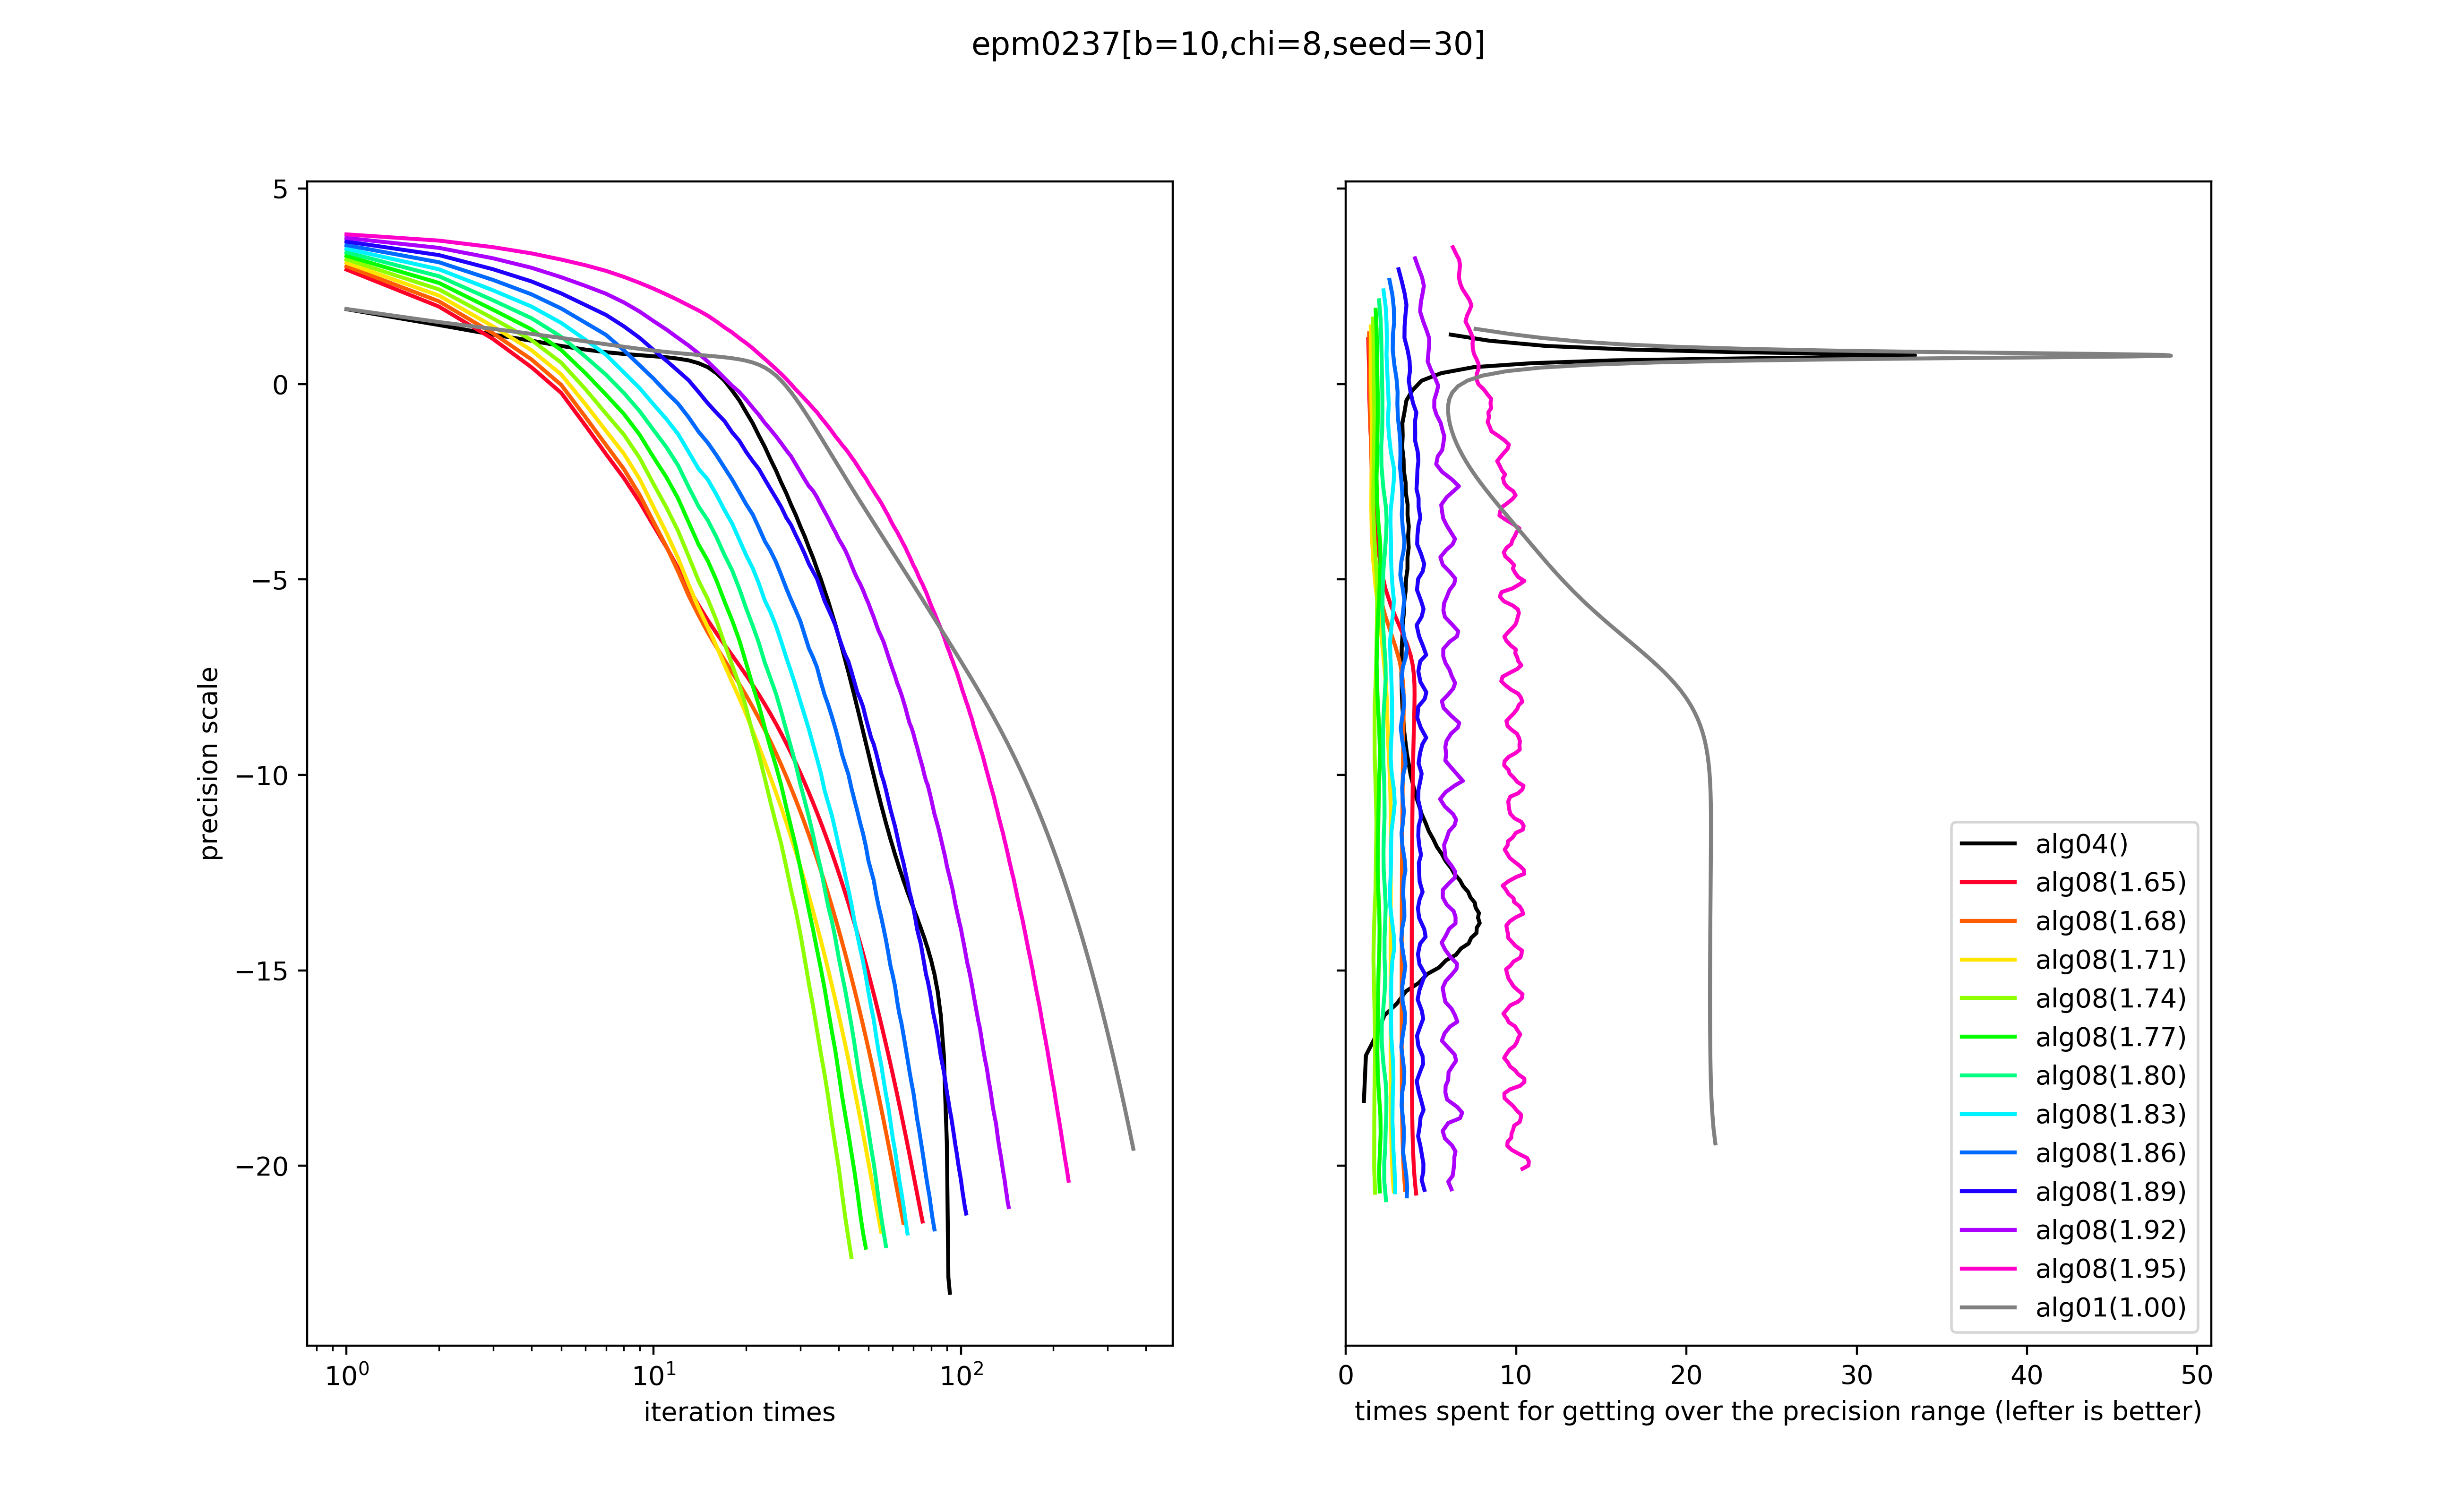 epm0237[b=10,chi=8,seed=30]
precision scale
5
0
−5
−10
−15
−20
10⁰
10¹
10²
iteration times
0
10
20
30
40
50
times spent for getting over the precision range (lefter is better)
alg04()
alg08(1.65)
alg08(1.68)
alg08(1.71)
alg08(1.74)
alg08(1.77)
alg08(1.80)
alg08(1.83)
alg08(1.86)
alg08(1.89)
alg08(1.92)
alg08(1.95)
alg01(1.00)